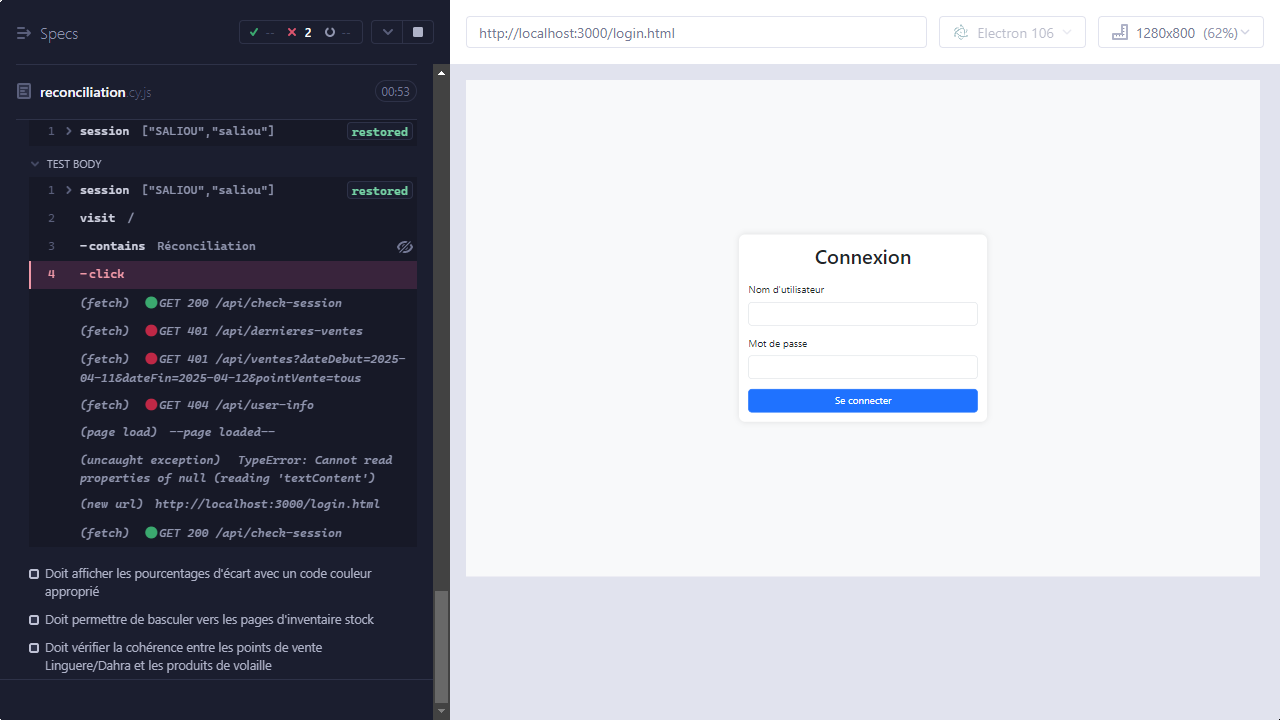 Specs
-- 2 --
http://localhost:3000/login.html
Electron 106
1280x800 (62%)
reconciliation.cy.js
00:53
1 session ["SALIOU","saliou"] restored
TEST BODY
1 session ["SALIOU","saliou"] restored
2 visit /
3 -contains Réconciliation
4 -click
(fetch) GET 200 /api/check-session
(fetch) GET 401 /api/dernieres-ventes
(fetch) GET 401 /api/ventes?dateDebut=2025-
04-11&dateFin=2025-04-12&pointVente=tous
(fetch) GET 404 /api/user-info
(page load) --page loaded--
(uncaught exception) TypeError: Cannot read
properties of null (reading 'textContent')
(new url) http://localhost:3000/login.html
(fetch) GET 200 /api/check-session
Doit afficher les pourcentages d'écart avec un code couleur
approprié
Doit permettre de basculer vers les pages d'inventaire stock
Doit vérifier la cohérence entre les points de vente
Linguere/Dahra et les produits de volaille
Connexion
Nom d'utilisateur
Mot de passe
Se connecter